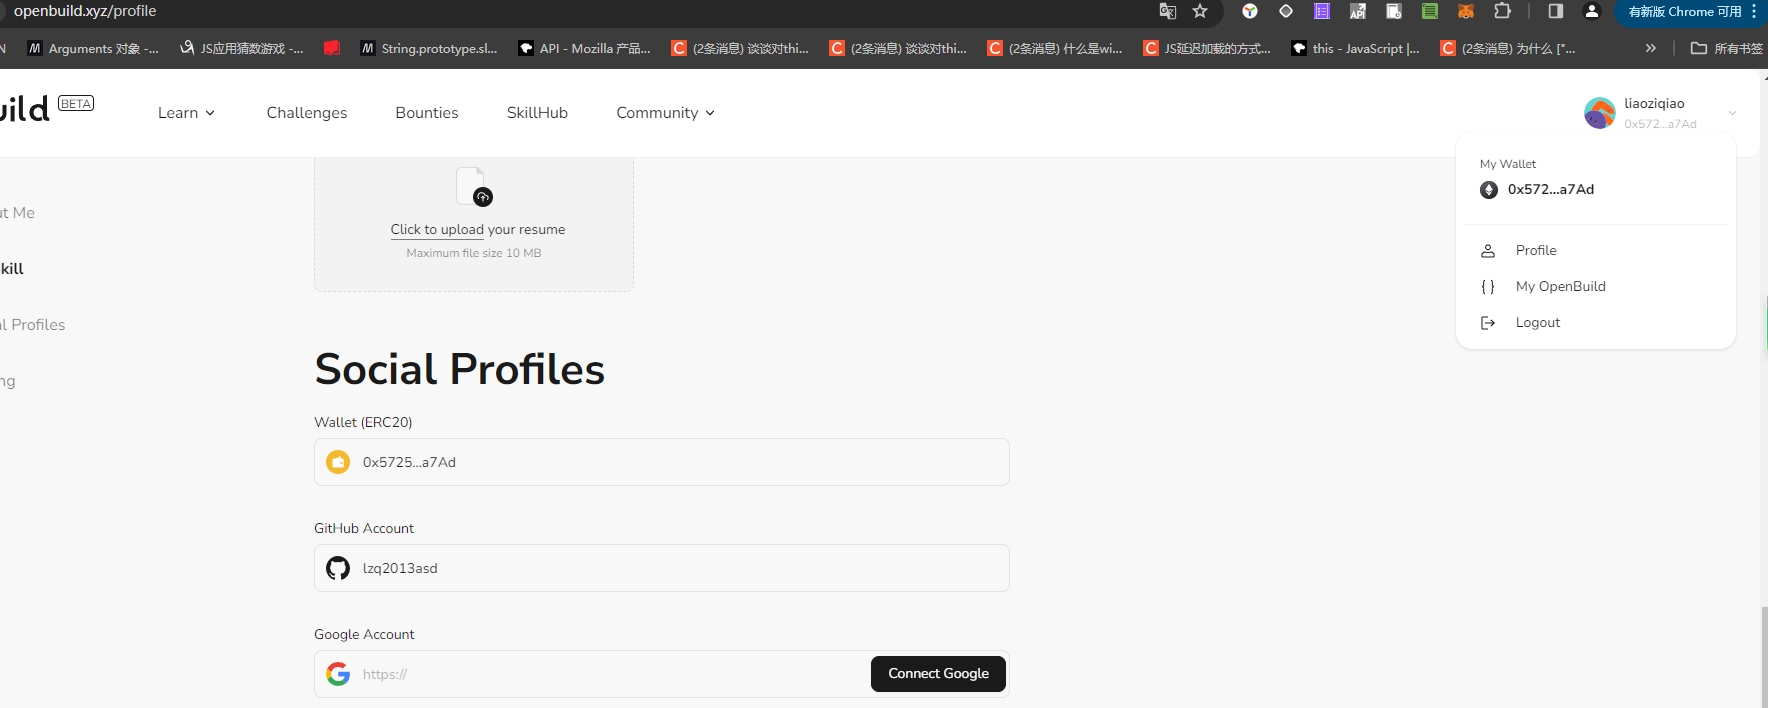 openbuild.xyz/profile
有新版 Chrome 可用
N
Arguments 对象 -...
JS应用猜数游戏 -...
String.prototype.sl...
API - Mozilla 产品...
(2条消息) 谈谈对thi...
(2条消息) 谈谈对thi...
(2条消息) 什么是wi...
JS延迟加载的方式...
this - JavaScript |...
(2条消息) 为什么 ["...
所有书签
uild BETA
Learn
Challenges
Bounties
SkillHub
Community
liaoziqiao
0x572...a7Ad
My Wallet
0x572...a7Ad
Profile
My OpenBuild
Logout
ut Me
kill
al Profiles
ng
Click to upload your resume
Maximum file size 10 MB
Social Profiles
Wallet (ERC20)
0x5725...a7Ad
GitHub Account
lzq2013asd
Google Account
https://
Connect Google